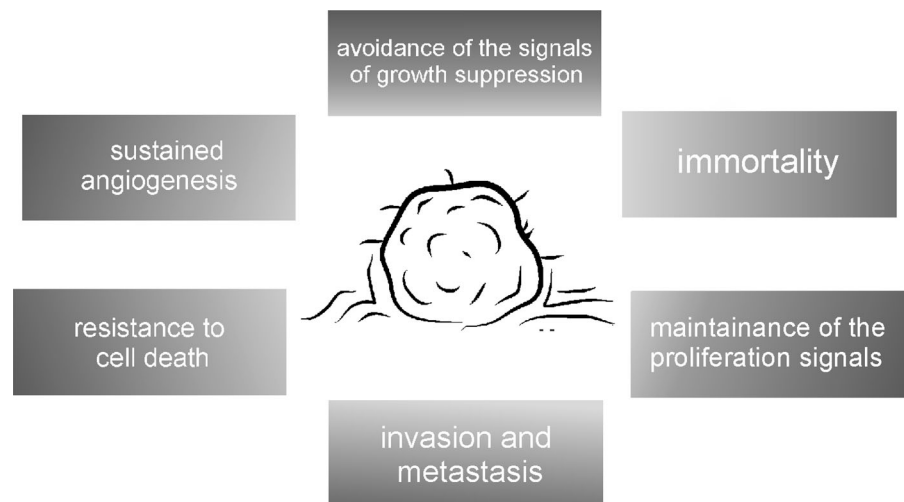 avoidance of the signals
of growth suppression
sustained
angiogenesis
immortality
resistance to
cell death
maintainance of the
proliferation signals
invasion and
metastasis